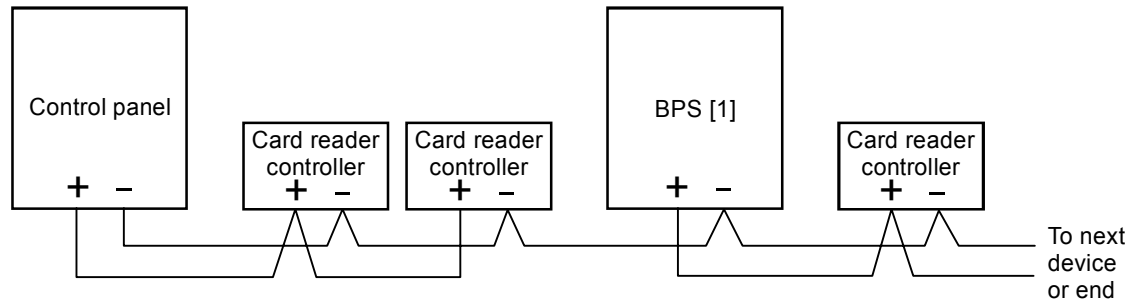 Control panel
+ –
Card reader
controller
+ –
Card reader
controller
+ –
BPS [1]
+ –
Card reader
controller
+ –
To next
device
or end